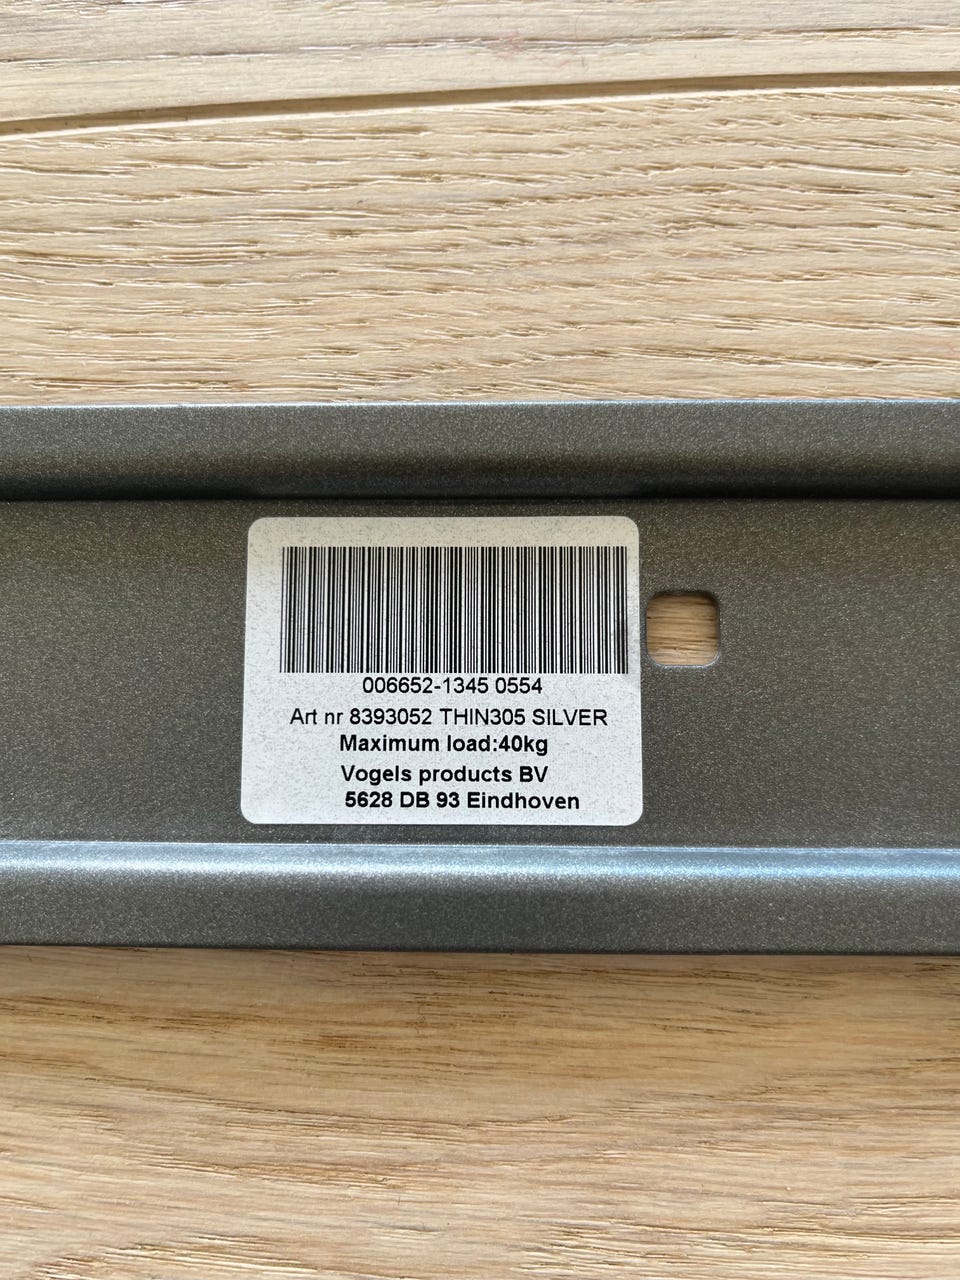 006652-1345 0554
Art nr 8393052 THIN305 SILVER
Maximum load:40kg
Vogels products BV
5628 DB 93 Eindhoven